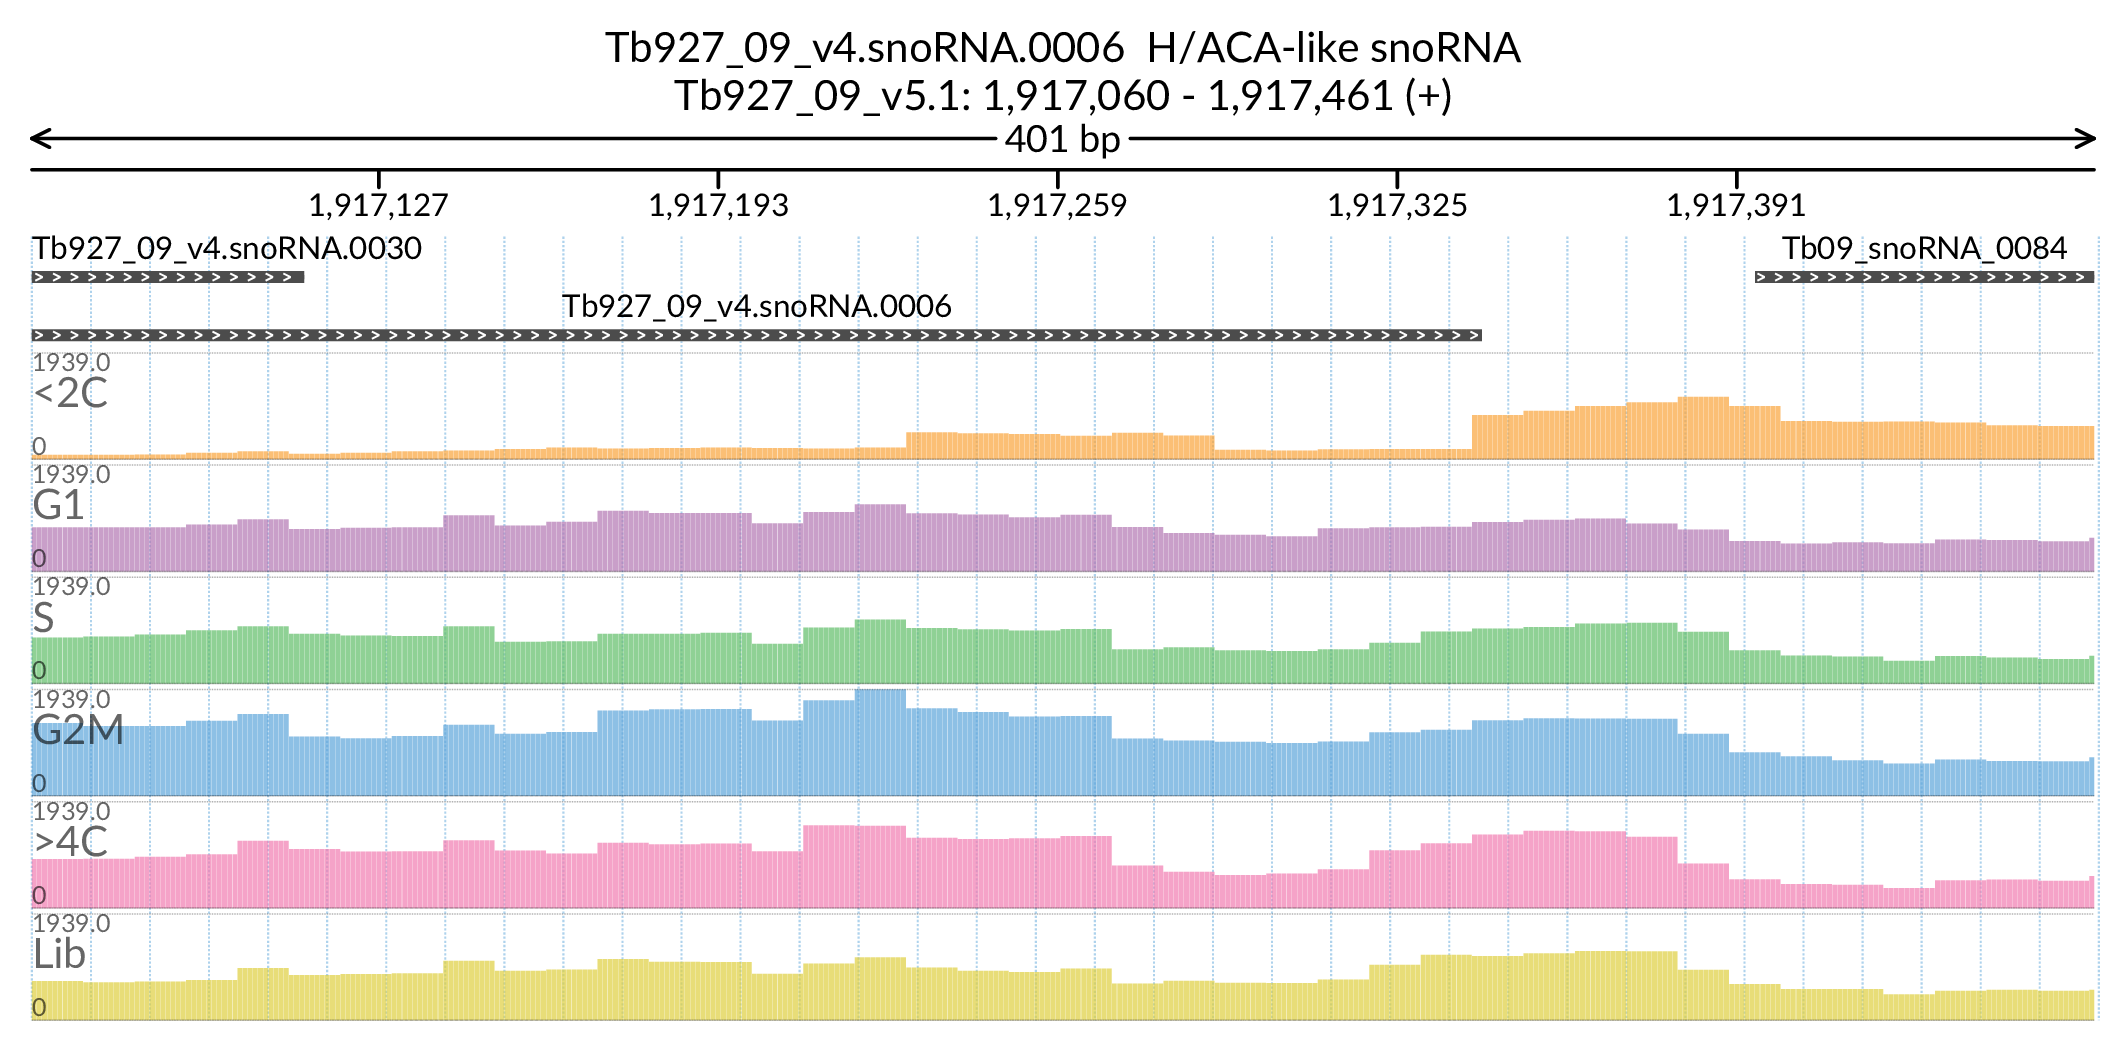 Tb927_09_v4.snoRNA.0006 H/ACA-like snoRNA
Tb927_09_v5.1: 1,917,060 - 1,917,461 (+)
401 bp
1,917,127 1,917,193 1,917,259 1,917,325 1,917,391
Tb927_09_v4.snoRNA.0030 Tb09_snoRNA_0084
Tb927_09_v4.snoRNA.0006
1939.0
<2C
0
1939.0
G1
0
1939.0
S
0
1939.0
G2M
0
1939.0
>4C
0
1939.0
Lib
0